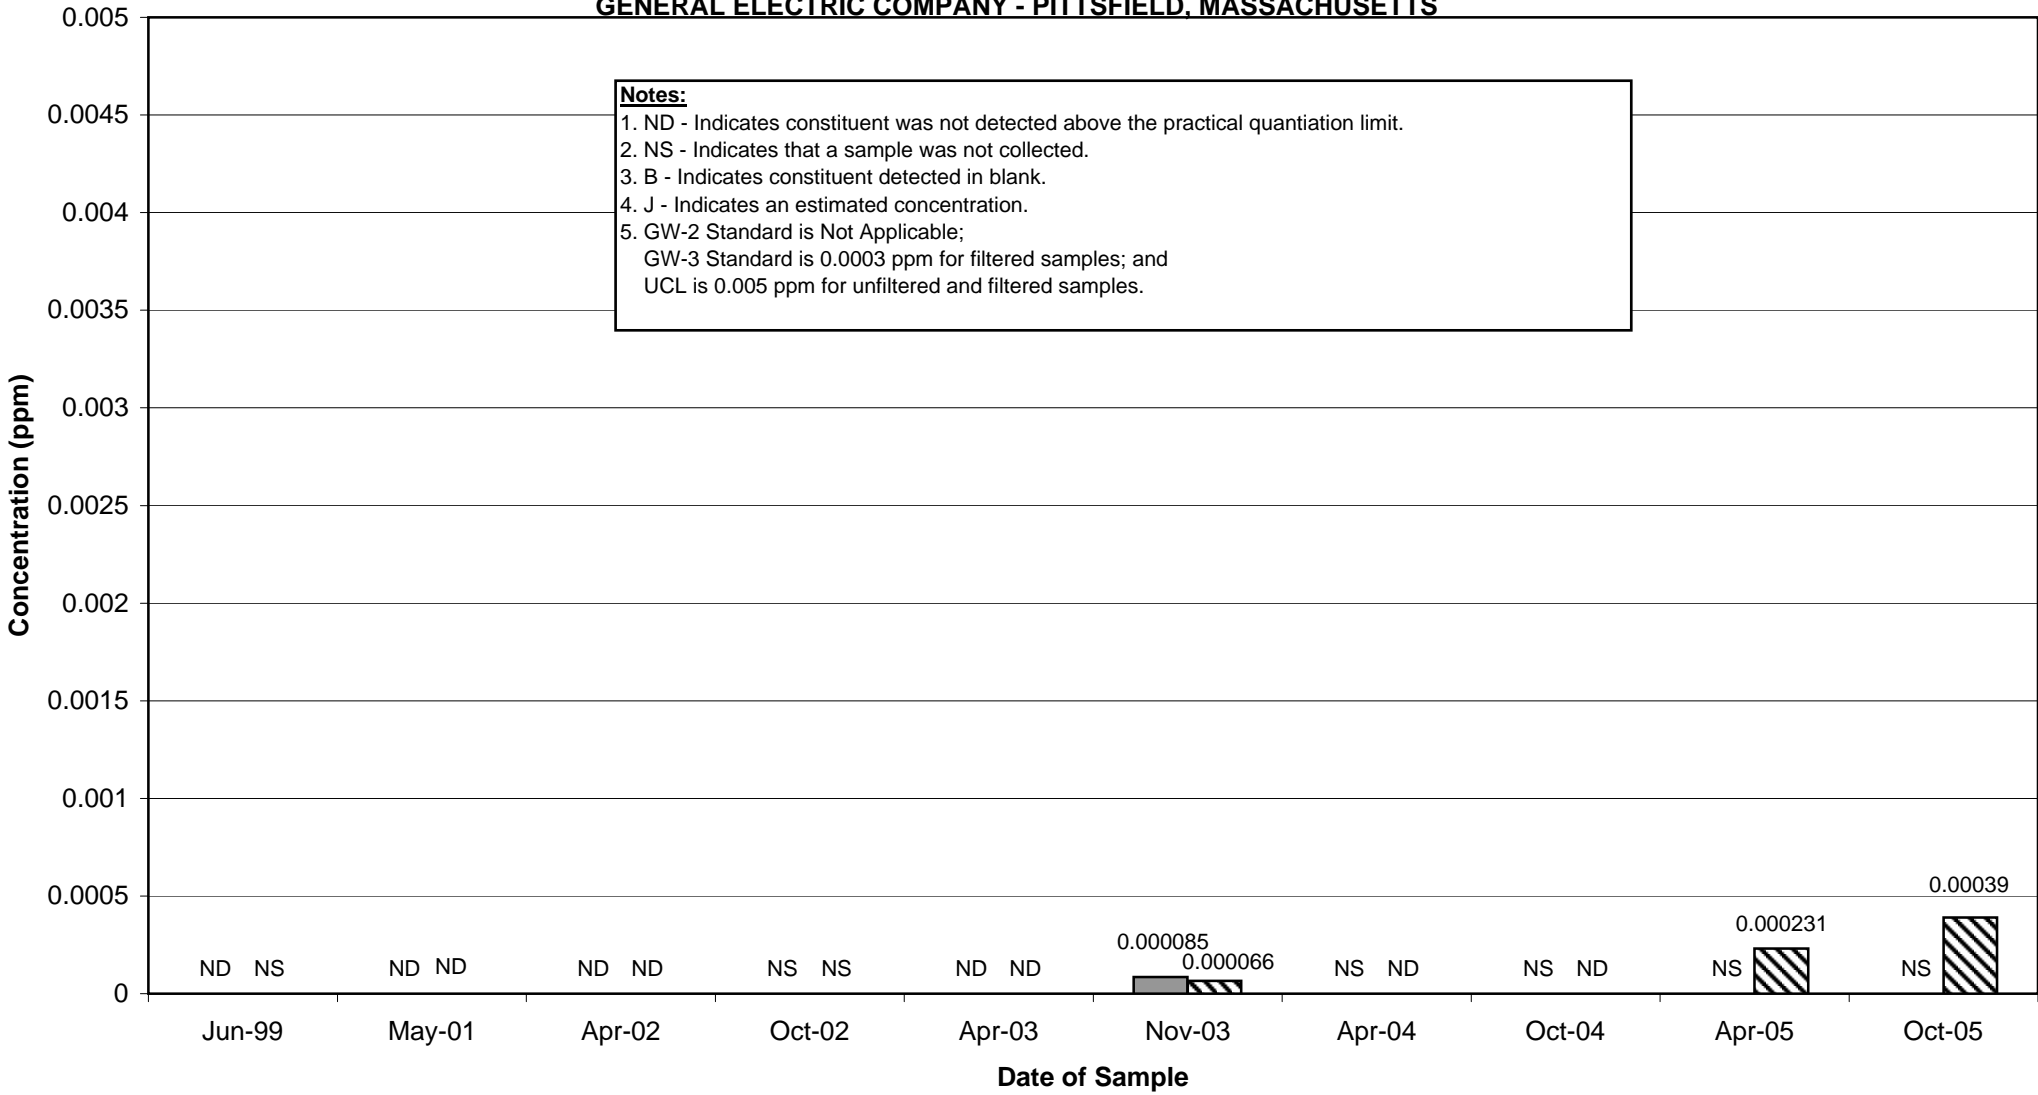 GENERAL ELECTRIC COMPANY - PITTSFIELD, MASSACHUSETTS
Notes:
1. ND - Indicates constituent was not detected above the practical quantiation limit.
2. NS - Indicates that a sample was not collected.
3. B - Indicates constituent detected in blank.
4. J - Indicates an estimated concentration.
5. GW-2 Standard is Not Applicable;
GW-3 Standard is 0.0003 ppm for filtered samples; and
UCL is 0.005 ppm for unfiltered and filtered samples.
Concentration (ppm)
0.005
0.0045
0.004
0.0035
0.003
0.0025
0.002
0.0015
0.001
0.0005
0
ND NS
ND ND
ND ND
NS NS
ND ND
0.000085
0.000066
NS ND
NS ND
NS
0.000231
NS
0.00039
Jun-99 May-01 Apr-02 Oct-02 Apr-03 Nov-03 Apr-04 Oct-04 Apr-05 Oct-05
Date of Sample